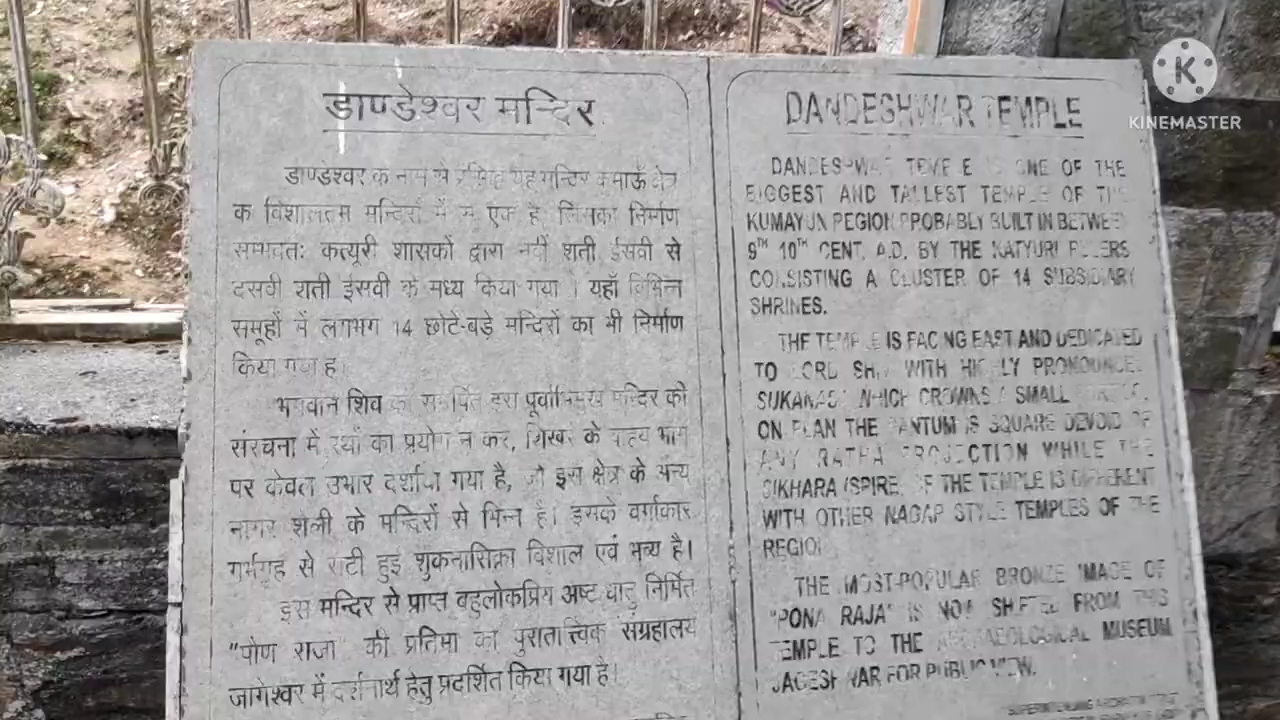 डाण्डेश्वर मन्दिर
डाण्डेश्वर के नाम से प्रसिद्ध यह मन्दिर कुमाऊँ क्षेत्र
के विशालतम मन्दिरों में से एक है जिसका निर्माण
सम्भवतः कत्यूरी शासकों द्वारा नवीं शती ईसवी से
दसवीं शती ईसवी के मध्य किया गया । यहाँ विभिन्न
समूहों में लगभग 14 छोटे-बड़े मन्दिरों का भी निर्माण
किया गया है।
भगवान शिव को समर्पित इस पूर्वाभिमुख मन्दिर की
संरचना में रथों का प्रयोग न कर, शिखर के मध्य भाग
पर केवल उभार दर्शाया गया है, जो इस क्षेत्र के अन्य
नागर शैली के मन्दिरों से भिन्न है। इसके वर्गाकार
गर्भगृह से सटी हुई शुकनासिका विशाल एवं भव्य है।
इस मन्दिर से प्राप्त बहुलोकप्रिय अष्ट धातु निर्मित
"पोण राजा" की प्रतिमा को पुरातात्त्विक संग्रहालय
जागेश्वर में दर्शनार्थ हेतु प्रदर्शित किया गया है।
DANDESHWAR TEMPLE
DANDESHWAR TEMPLE IS ONE OF THE
BIGGEST AND TALLEST TEMPLE OF THE
KUMAYUN REGION PROBABLY BUILT IN BETWEEN
9TH 10TH CENT. A.D. BY THE KATYURI RULERS
CONSISTING A CLUSTER OF 14 SUBSIDIARY
SHRINES.
THE TEMPLE IS FACING EAST AND DEDICATED
TO LORD SHIV WITH HIGHLY PRONOUNCED
SUKANASA WHICH CROWNS A SMALL
ON PLAN THE SANTUM IS SQUARE DEVOID OF
ANY RATHA PROJECTION WHILE THE
SIKHARA (SPIRE) OF THE TEMPLE IS DIFFERENT
WITH OTHER NAGAR STYLE TEMPLES OF THE
REGION
THE MOST-POPULAR BRONZE IMAGE OF
"PONA RAJA" IS NOW SHIFTED FROM THIS
TEMPLE TO THE ARCHAEOLOGICAL MUSEUM
JAGESHWAR FOR PUBLIC VIEW.
KINEMASTER